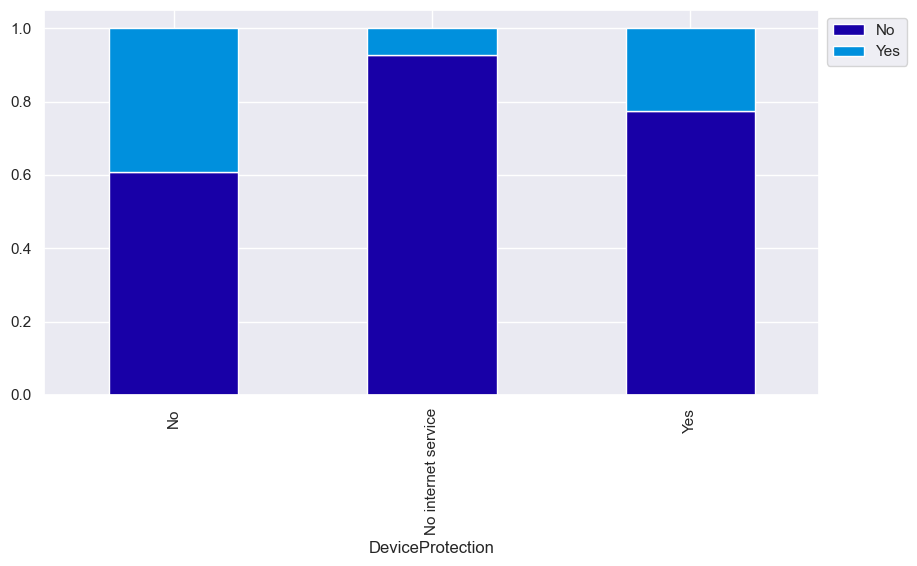 1.0
0.8
0.6
0.4
0.2
0.0
No
No internet service
Yes
DeviceProtection
No
Yes